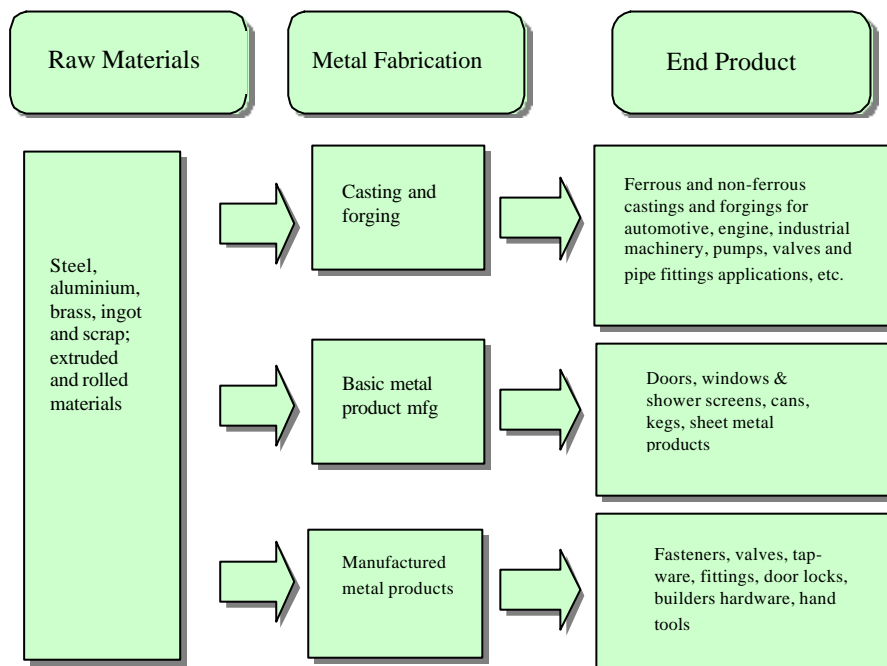 Raw Materials
Metal Fabrication
End Product
Steel,
aluminium,
brass, ingot
and scrap;
extruded
and rolled
materials
Casting and
forging
Ferrous and non-ferrous
castings and forgings for
automotive, engine, industrial
machinery, pumps, valves and
pipe fittings applications, etc.
Basic metal
product mfg
Doors, windows &
shower screens, cans,
kegs, sheet metal
products
Manufactured
metal products
Fasteners, valves, tap-
ware, fittings, door locks,
builders hardware, hand
tools